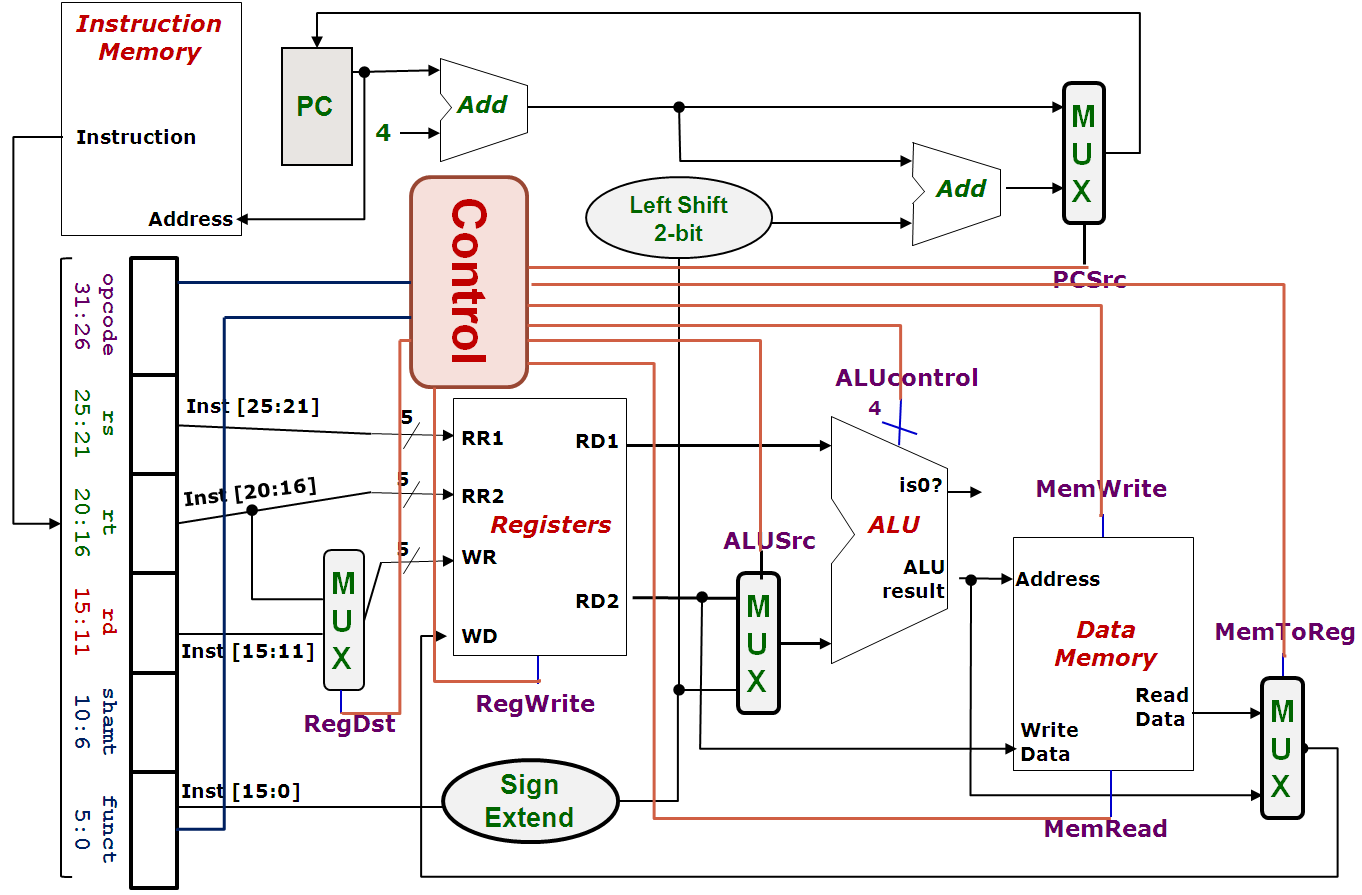 Instruction
Memory
Instruction
Address
PC
4
Add
Add
M
U
X
Left Shift
2-bit
PCSrc
Control
opcode
31:26
rs
25:21
rt
20:16
rd
15:11
shamt
10:6
funct
5:0
Inst [25:21]
5
Inst [20:16]
5
5
Inst [15:11]
Inst [15:0]
M
U
X
RegDst
RR1
RR2
WR
WD
RD1
RD2
Registers
RegWrite
Sign
Extend
ALUSrc
M
U
X
ALUcontrol
4
is0?
ALU
ALU
result
MemWrite
Address
Data
Memory
Read
Data
Write
Data
MemRead
MemToReg
M
U
X